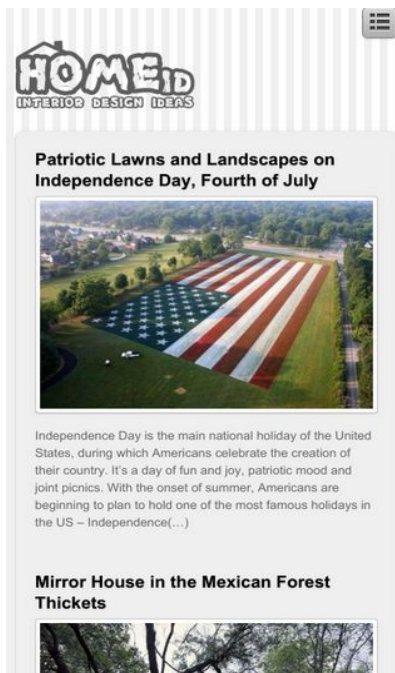 HOMEID
INTERIOR DESIGN IDEAS
Patriotic Lawns and Landscapes on
Independence Day, Fourth of July
Independence Day is the main national holiday of the United
States, during which Americans celebrate the creation of
their country. It’s a day of fun and joy, patriotic mood and
joint picnics. With the onset of summer, Americans are
beginning to plan to hold one of the most famous holidays in
the US – Independence(…)
Mirror House in the Mexican Forest
Thickets